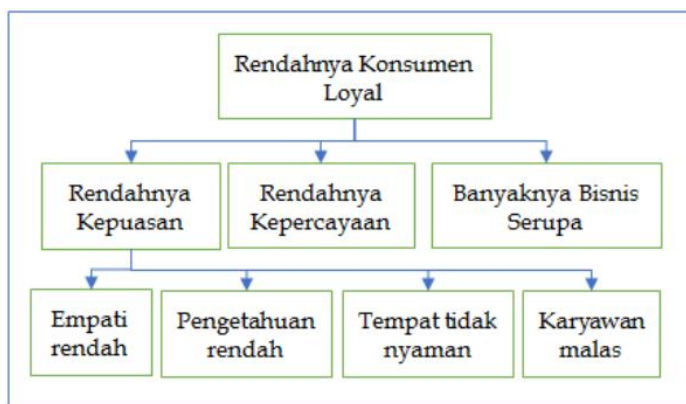 Rendahnya Konsumen
Loyal
Rendahnya
Kepuasan
Rendahnya
Kepercayaan
Banyaknya Bisnis
Serupa
Empati
rendah
Pengetahuan
rendah
Tempat tidak
nyaman
Karyawan
malas